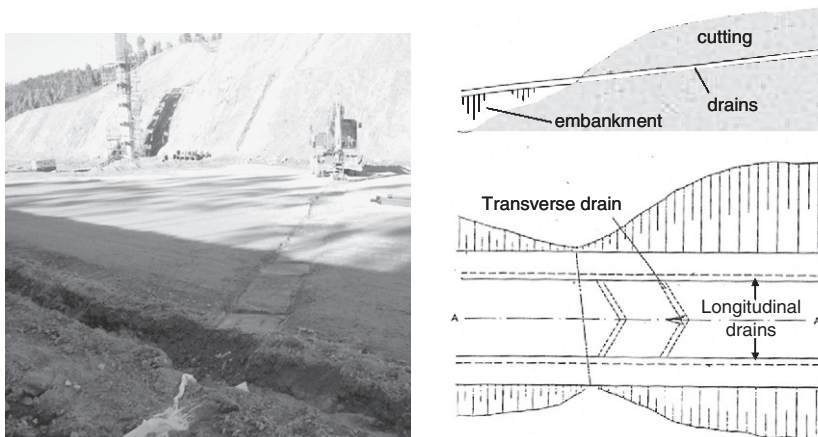 cutting
drains
embankment
Transverse drain
Longitudinal
drains
A
A